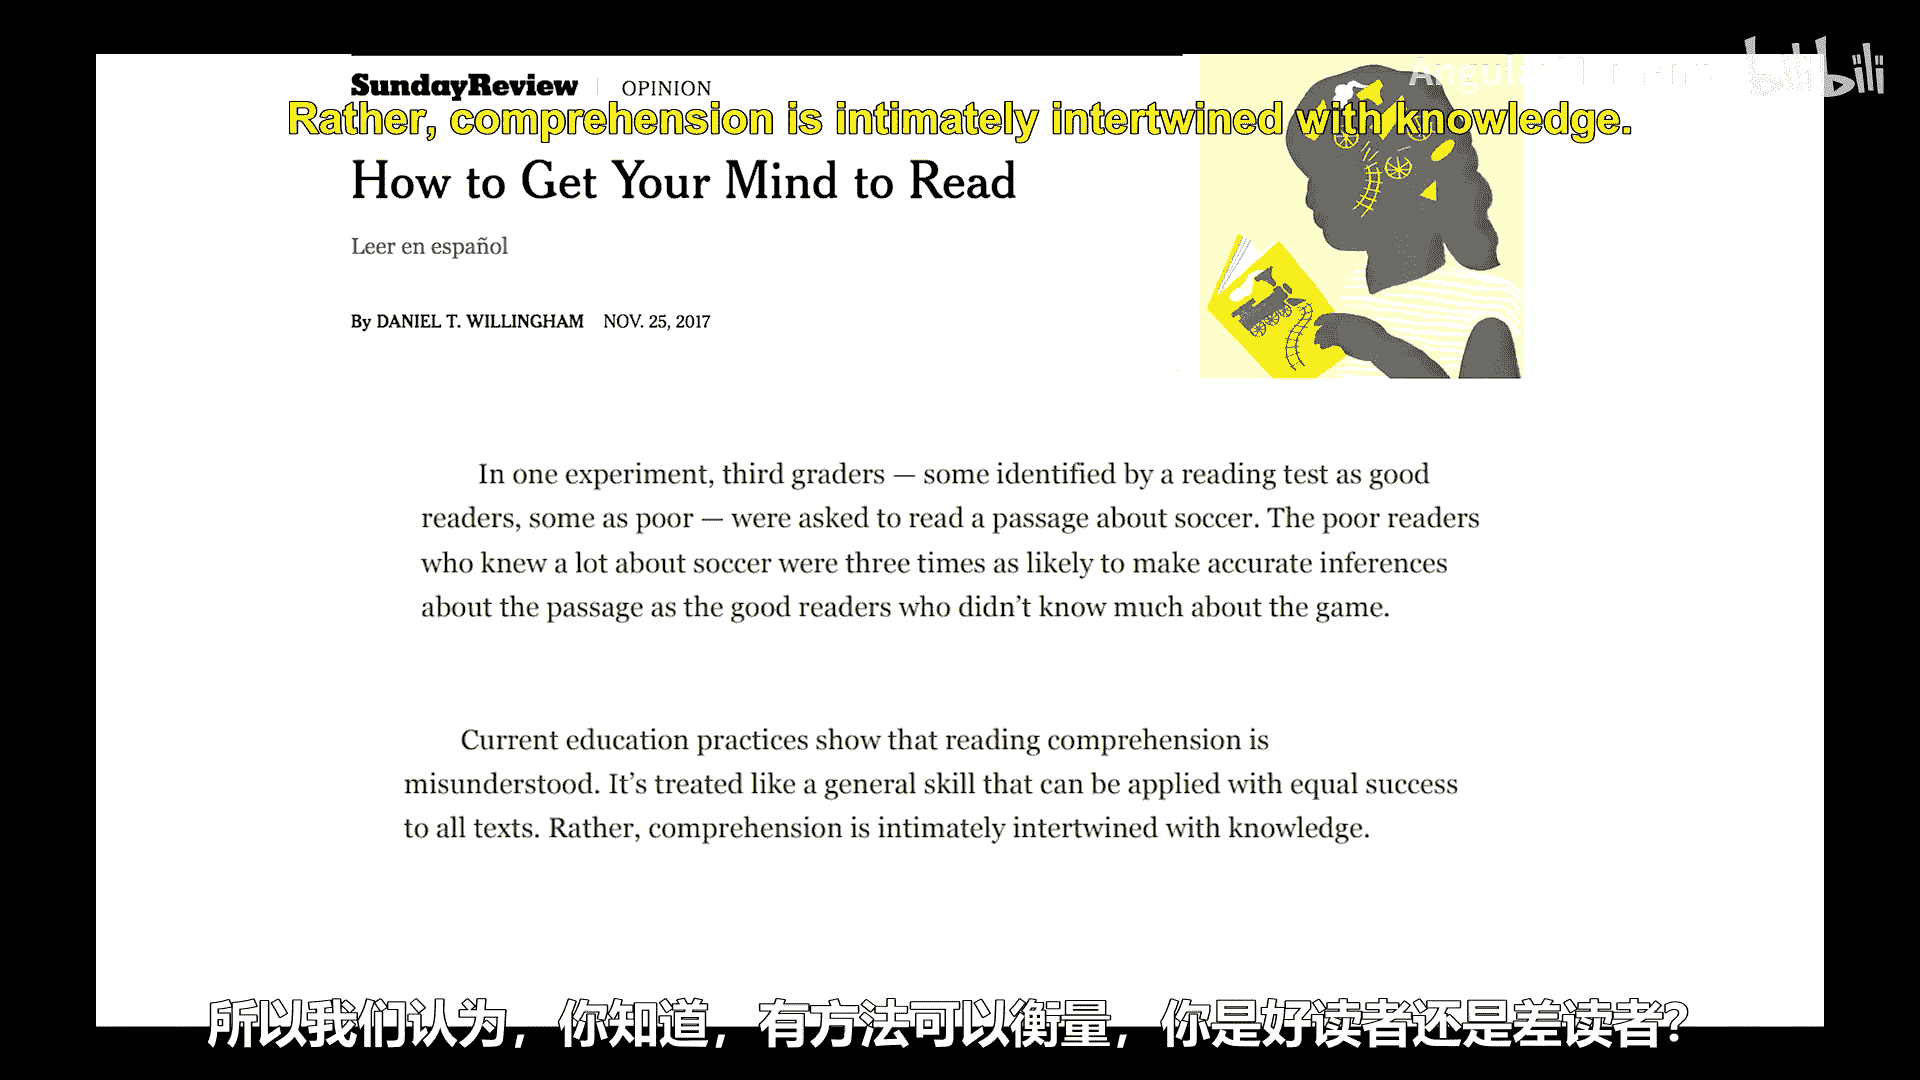 SundayReview | OPINION
bilibili
Rather, comprehension is intimately intertwined with knowledge.
How to Get Your Mind to Read
Leer en español
By DANIEL T. WILLINGHAM NOV. 25, 2017
In one experiment, third graders — some identified by a reading test as good
readers, some as poor — were asked to read a passage about soccer. The poor readers
who knew a lot about soccer were three times as likely to make accurate inferences
about the passage as the good readers who didn’t know much about the game.
Current education practices show that reading comprehension is
misunderstood. It’s treated like a general skill that can be applied with equal success
to all texts. Rather, comprehension is intimately intertwined with knowledge.
所以我们认为，你知道，有方法可以衡量，你是好读者还是差读者？